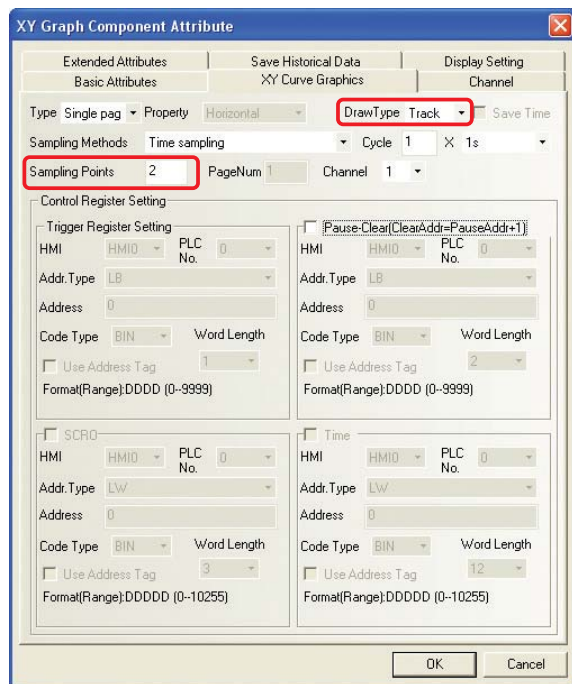 XY Graph Component Attribute
Extended Attributes Save Historical Data Display Setting
Basic Attributes XY Curve Graphics Channel
Type Single pag Property Horizontal DrawType Track Save Time
Sampling Methods Time sampling Cycle 1 X 1s
Sampling Points 2 PageNum 1 Channel 1
Control Register Setting
Trigger Register Setting
HMI HMI0 PLC No. 0
Addr.Type LB
Address 0
Code Type BIN Word Length
Use Address Tag 1
Format(Range):DDDD (0--9999)
Pause-Clear(ClearAddr=PauseAddr+1)
HMI HMI0 PLC No. 0
Addr.Type LB
Address 0
Code Type BIN Word Length
Use Address Tag 2
Format(Range):DDDD (0--9999)
SCRO
HMI HMI0 PLC No. 0
Addr.Type LW
Address 0
Code Type BIN Word Length
Use Address Tag 3
Format(Range):DDDDD (0--10255)
Time
HMI HMI0 PLC No. 0
Addr.Type LW
Address 0
Code Type BIN Word Length
Use Address Tag 12
Format(Range):DDDDD (0--10255)
OK Cancel